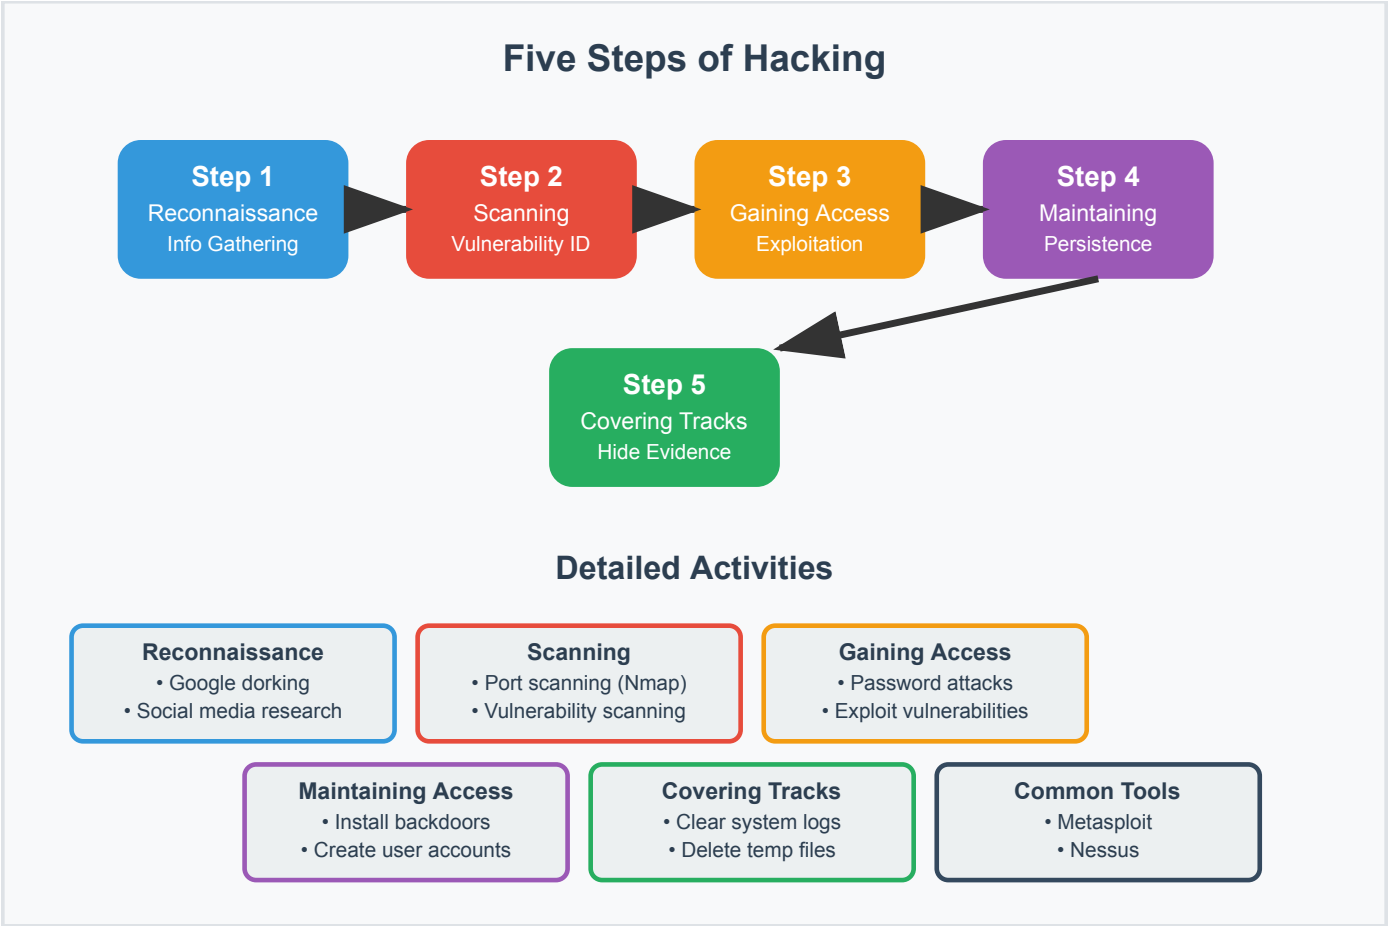 Five Steps of Hacking
Step 1
Reconnaissance
Info Gathering
Step 2
Scanning
Vulnerability ID
Step 3
Gaining Access
Exploitation
Step 4
Maintaining
Persistence
Step 5
Covering Tracks
Hide Evidence
Detailed Activities
Reconnaissance
• Google dorking
• Social media research
Scanning
• Port scanning (Nmap)
• Vulnerability scanning
Gaining Access
• Password attacks
• Exploit vulnerabilities
Maintaining Access
• Install backdoors
• Create user accounts
Covering Tracks
• Clear system logs
• Delete temp files
Common Tools
• Metasploit
• Nessus